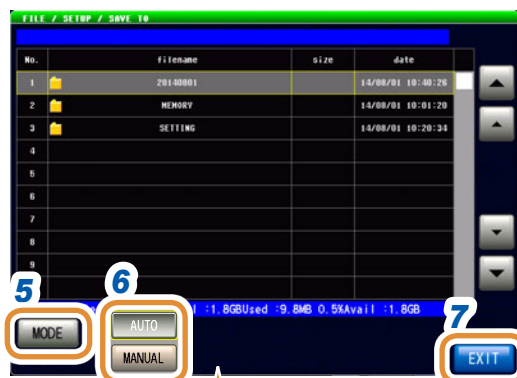 FILE / SETUP / SAVE TO
No. filename size date
1 20140801 14/08/01 10:40:26
2 MEMORY 14/08/01 10:01:20
3 SETTING 14/08/01 10:20:34
4
5
6
7
8
9
5 6 7
:1.8GBUsed :9.8MB 0.5%Avail :1.8GB
MODE AUTO EXIT
MANUAL